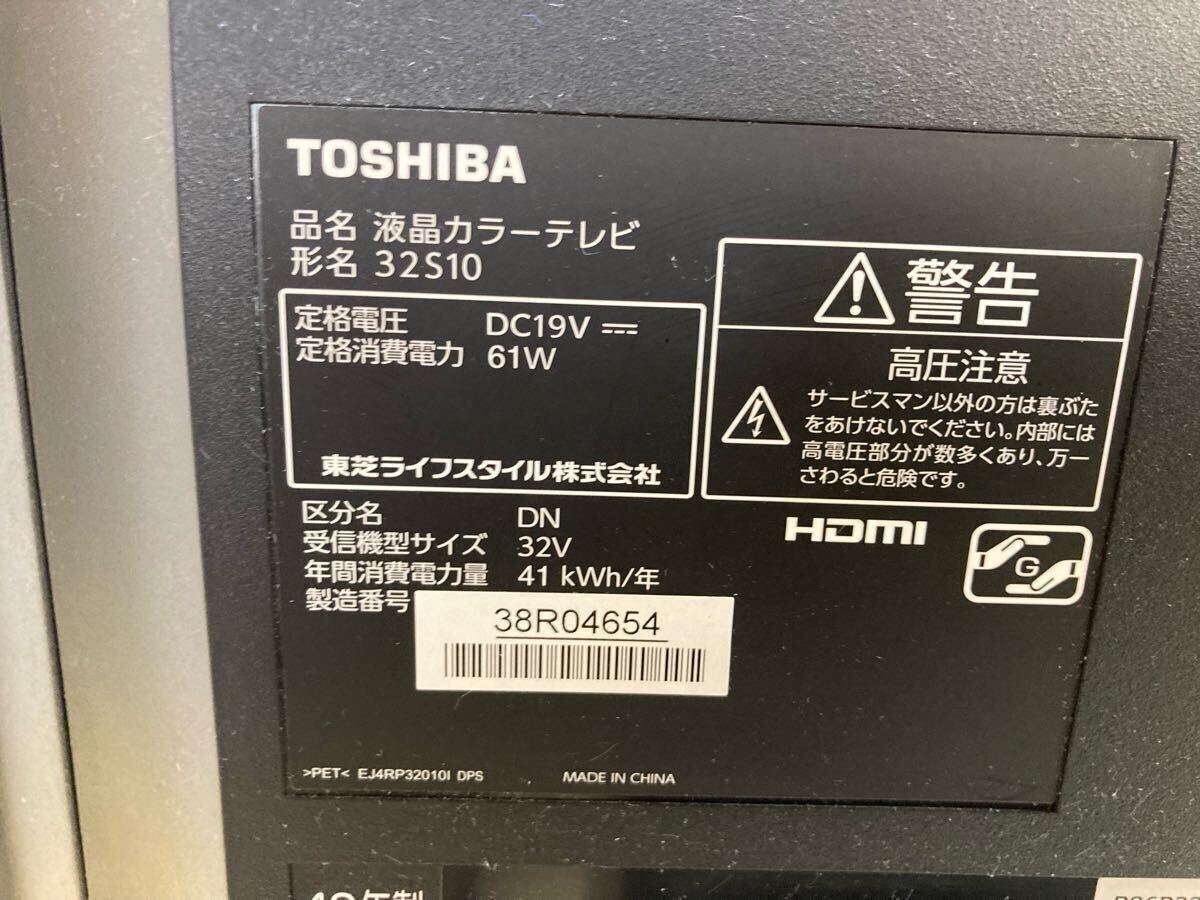 TOSHIBA
品名 液晶カラーテレビ
形名 32S10
定格電圧 DC19V ⎓
定格消費電力 61W
東芝ライフスタイル株式会社
警告
高圧注意
サービスマン以外の方は裏ぶた
をあけないでください。内部には
高電圧部分が数多くあり、万一
さわると危険です。
区分名 DN
受信機型サイズ 32V
年間消費電力量 41 kWh/年
製造番号
38R04654
HDMI
G
>PET< EJ4RP32010I DPS
MADE IN CHINA